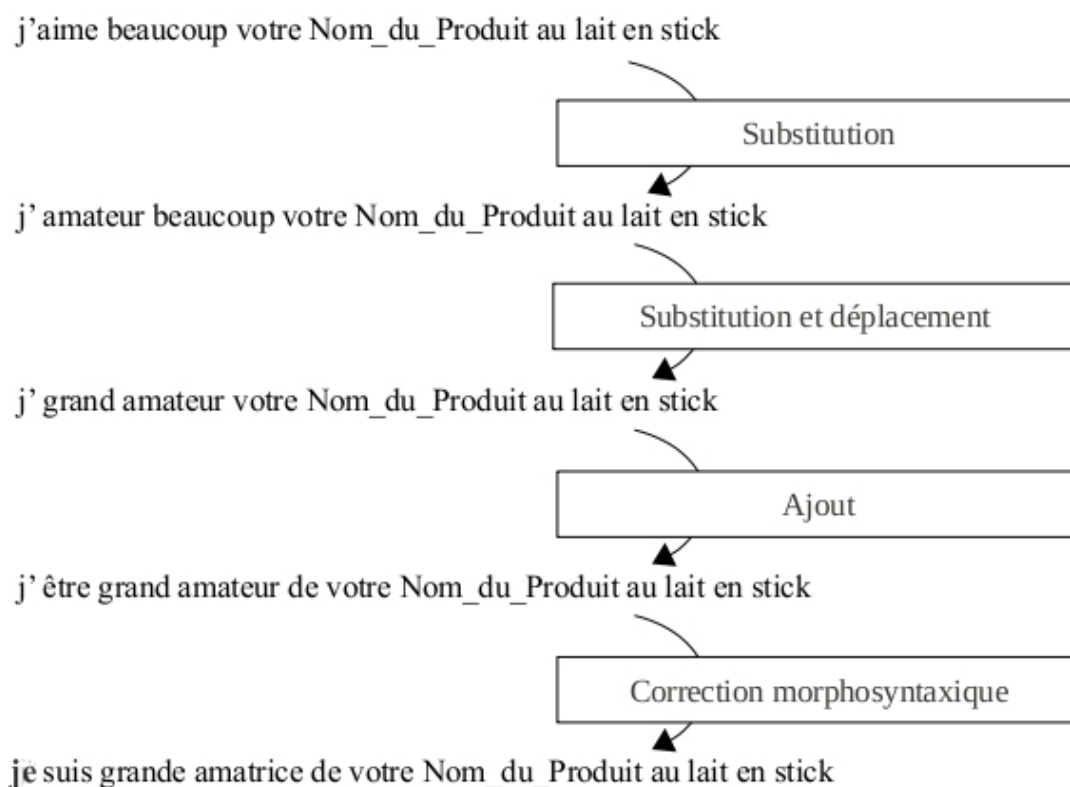 j’aime beaucoup votre Nom_du_Produit au lait en stick
Substitution
j’ amateur beaucoup votre Nom_du_Produit au lait en stick
Substitution et déplacement
j’ grand amateur votre Nom_du_Produit au lait en stick
Ajout
j’ être grand amateur de votre Nom_du_Produit au lait en stick
Correction morphosyntaxique
je suis grande amatrice de votre Nom_du_Produit au lait en stick